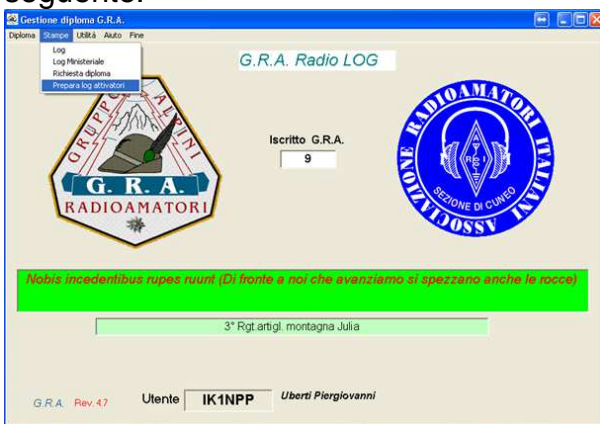 seguente:
Gestione diploma G.R.A.
Diploma Stampe Utilità Aiuto Fine
Log
Log Ministeriale
Richiesta diploma
Prepara log attivatori
G.R.A. Radio LOG
GRUPPO ALPINI
G. R. A.
RADIOAMATORI
Iscritto G.R.A.
9
ASSOCIAZIONE RADIOAMATORI ITALIANI
SEZIONE DI CUNEO
Nobis incedentibus rupes ruunt (Di fronte a noi che avanziamo si spezzano anche le rocce)
3° Rgt.artigl. montagna Julia
G.R.A. Rev. 4.7
Utente IK1NPP Uberti Piergiovanni